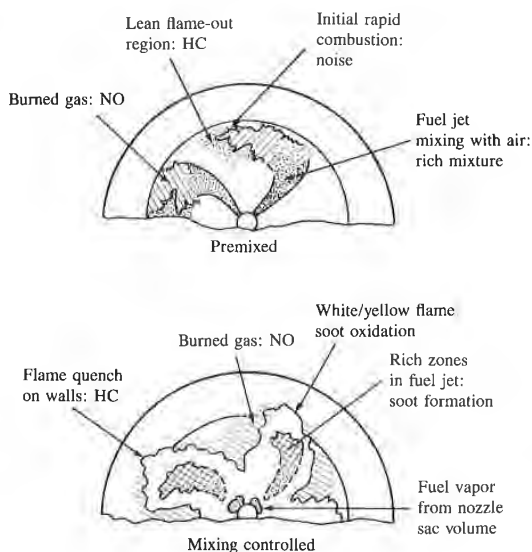 Lean flame-out
region: HC
Initial rapid
combustion:
noise
Burned gas: NO
Fuel jet
mixing with air:
rich mixture
Premixed
White/yellow flame
soot oxidation
Burned gas: NO
Rich zones
in fuel jet:
soot formation
Flame quench
on walls: HC
Fuel vapor
from nozzle
sac volume
Mixing controlled